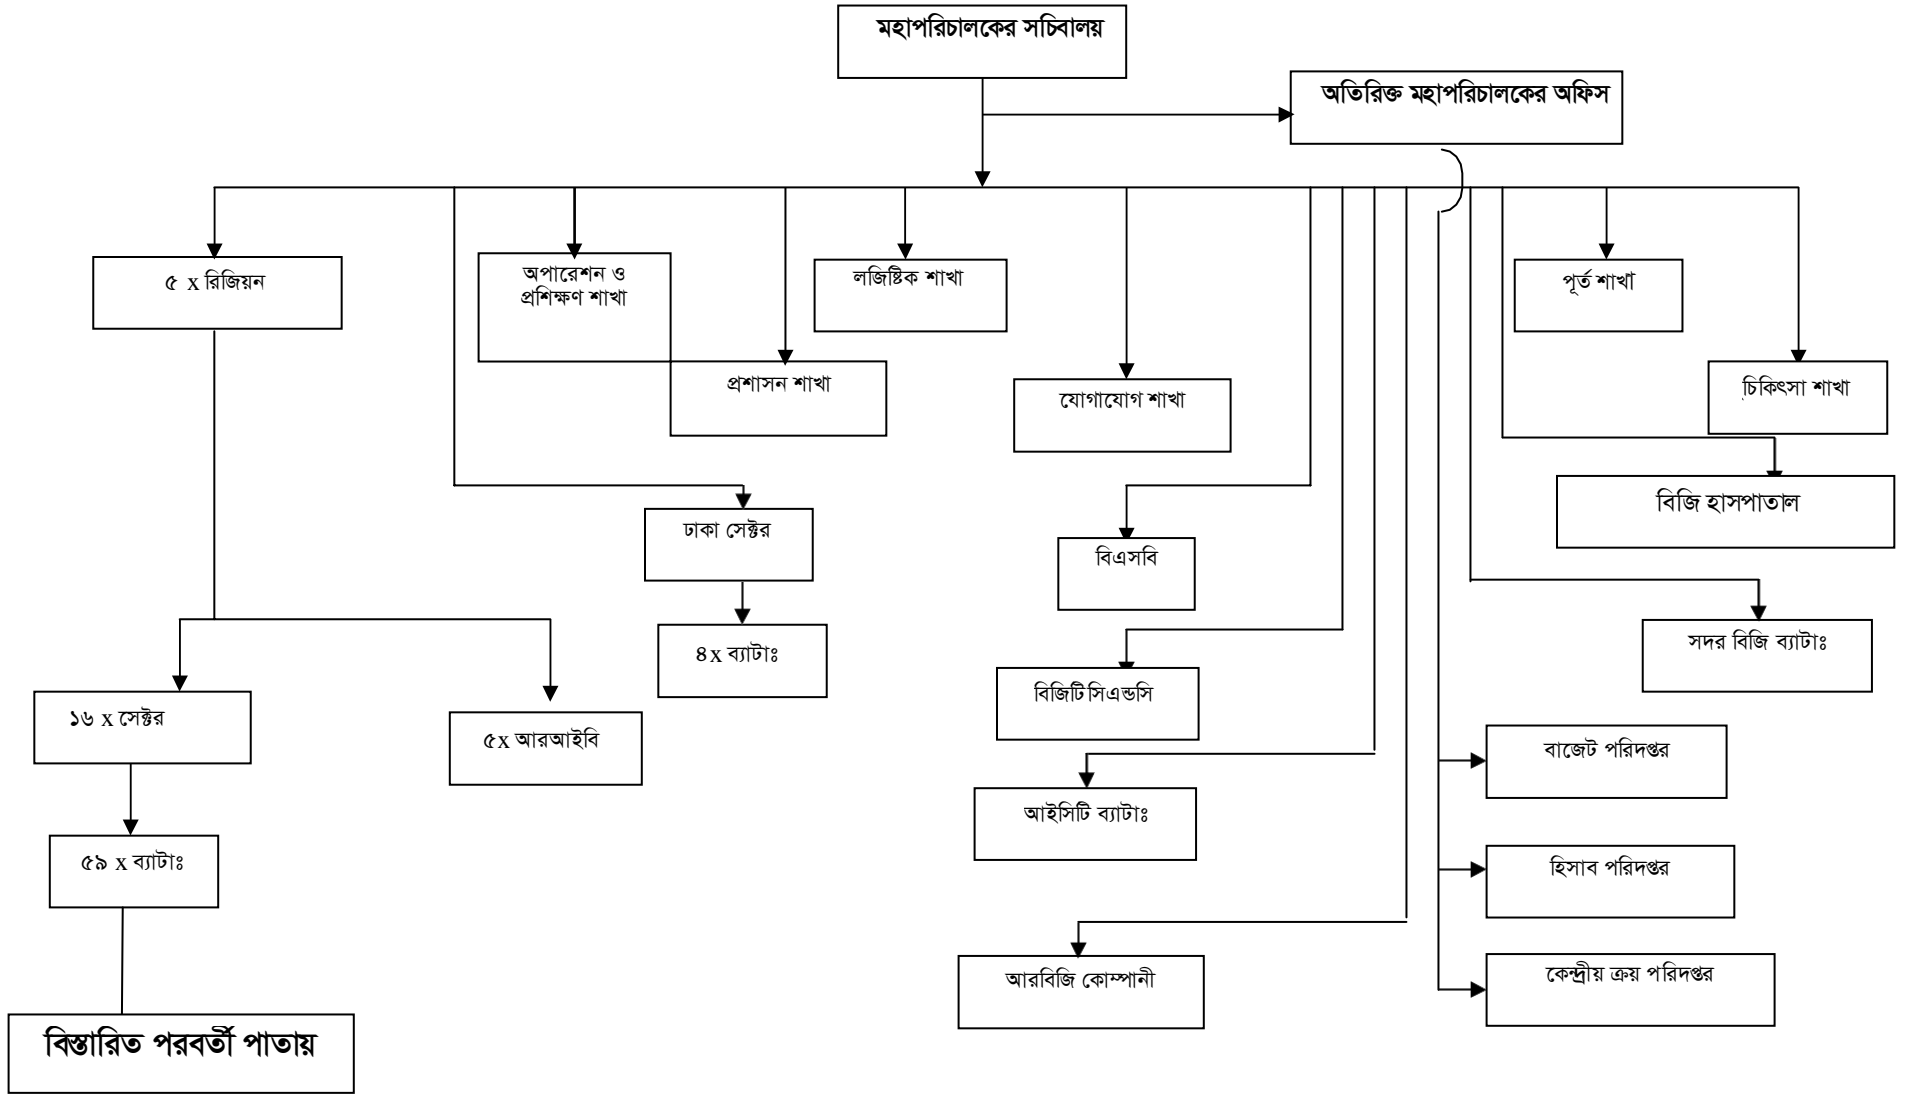 মহাপরিচালকের সচিবালয়
অতিরিক্ত মহাপরিচালকের অফিস
৫ x রিজিয়ন
অপারেশন ও
প্রশিক্ষণ শাখা
লজিষ্টিক শাখা
পূর্ত শাখা
প্রশাসন শাখা
যোগাযোগ শাখা
চিকিৎসা শাখা
বিজি হাসপাতাল
ঢাকা সেক্টর
বিএসবি
৪x ব্যাটাঃ
সদর বিজি ব্যাটাঃ
বিজিটিসিএন্ডসি
১৬ x সেক্টর
৫x আরআইবি
বাজেট পরিদপ্তর
আইসিটি ব্যাটাঃ
৫৯ x ব্যাটাঃ
হিসাব পরিদপ্তর
আরবিজি কোম্পানী
কেন্দ্রীয় ক্রয় পরিদপ্তর
বিস্তারিত পরবর্তী পাতায়